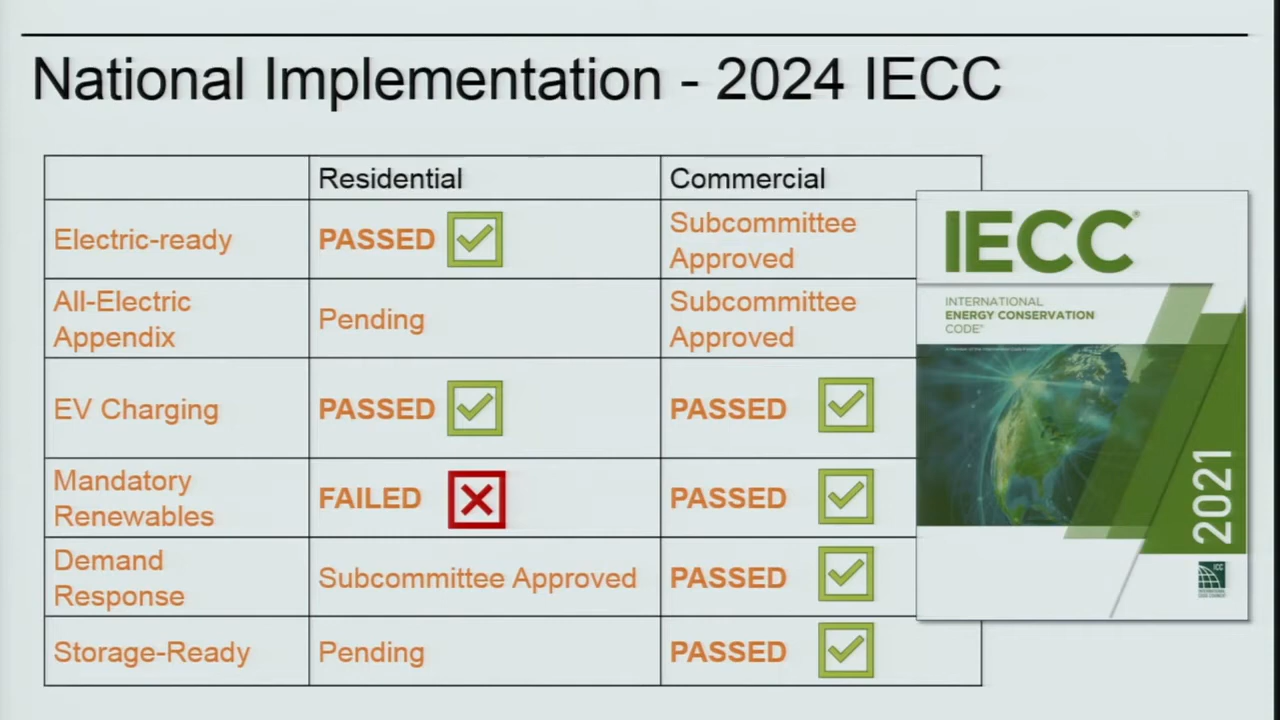 National Implementation - 2024 IECC
Residential
Commercial
Electric-ready
PASSED
Subcommittee
Approved
All-Electric
Appendix
Pending
Subcommittee
Approved
EV Charging
PASSED
PASSED
Mandatory
Renewables
FAILED
PASSED
Demand
Response
Subcommittee Approved
PASSED
Storage-Ready
Pending
PASSED
IECC®
INTERNATIONAL
ENERGY CONSERVATION
CODE®
2021
ICC